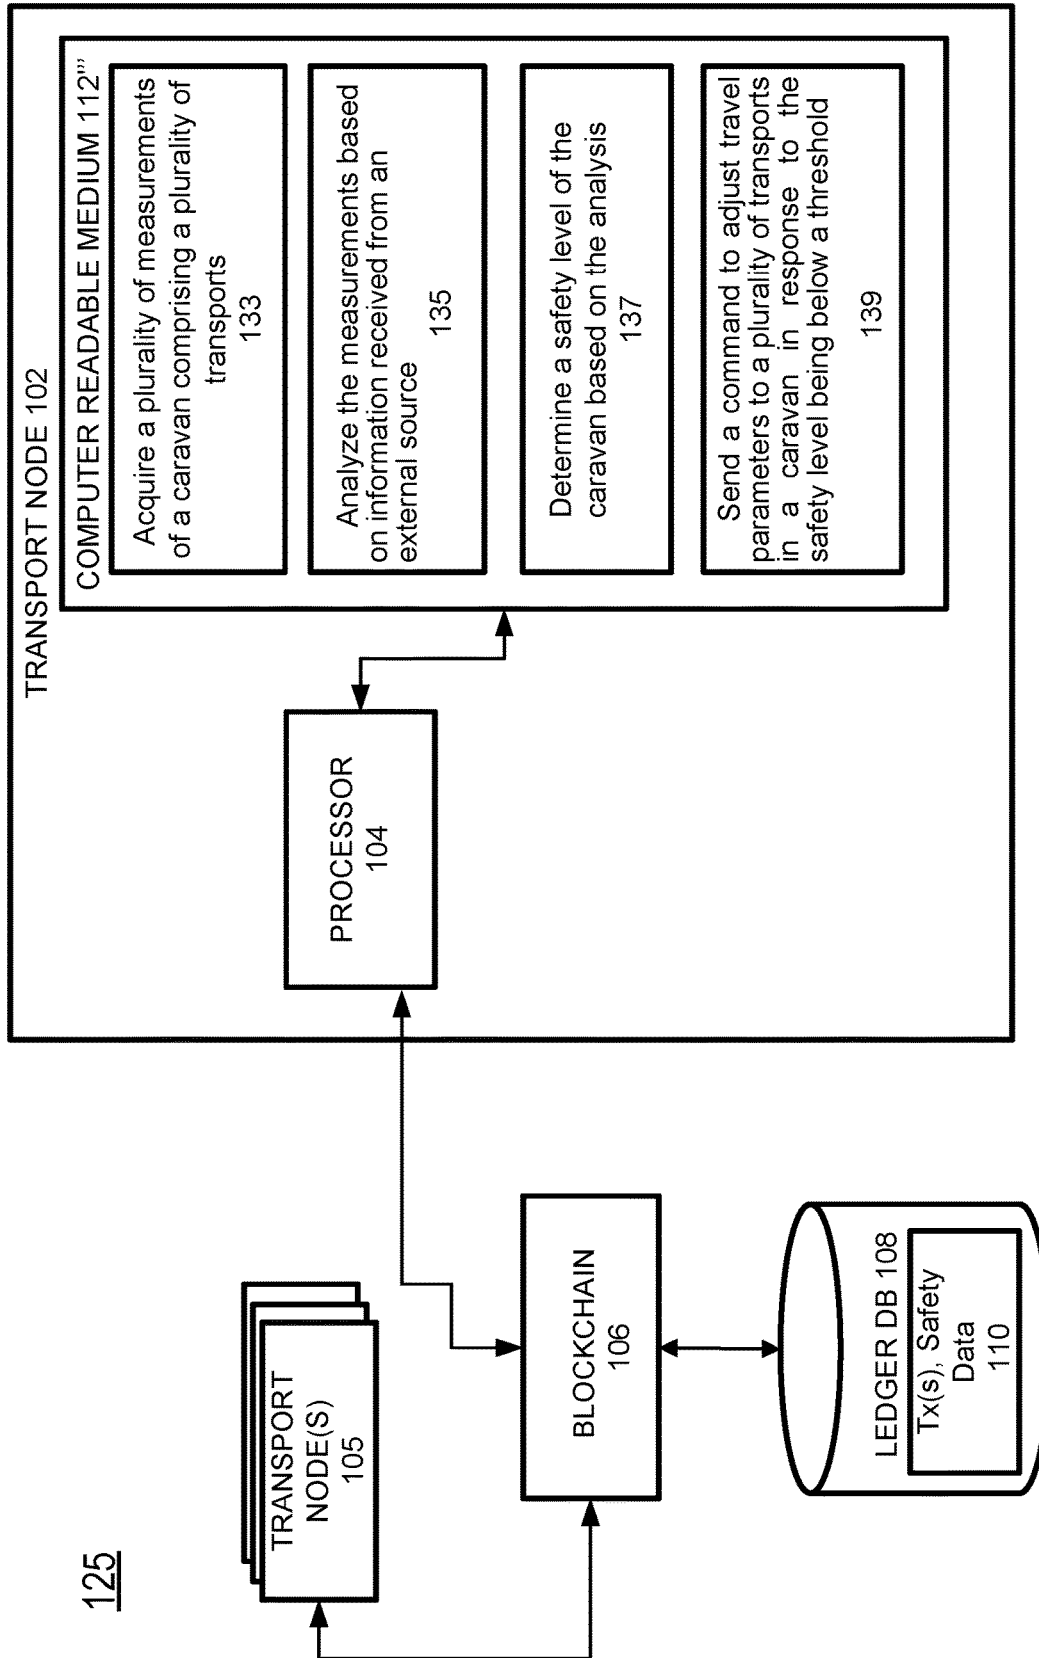 125
TRANSPORT NODE 102
COMPUTER READABLE MEDIUM 112'''
Acquire a plurality of measurements
of a caravan comprising a plurality of
transports
133
Analyze the measurements based
on information received from an
external source
135
Determine a safety level of the
caravan based on the analysis
137
Send a command to adjust travel
parameters to a plurality of transports
in a caravan in response to the
safety level being below a threshold
139
PROCESSOR
104
TRANSPORT
NODE(S)
105
BLOCKCHAIN
106
LEDGER DB 108
Tx(s), Safety
Data
110